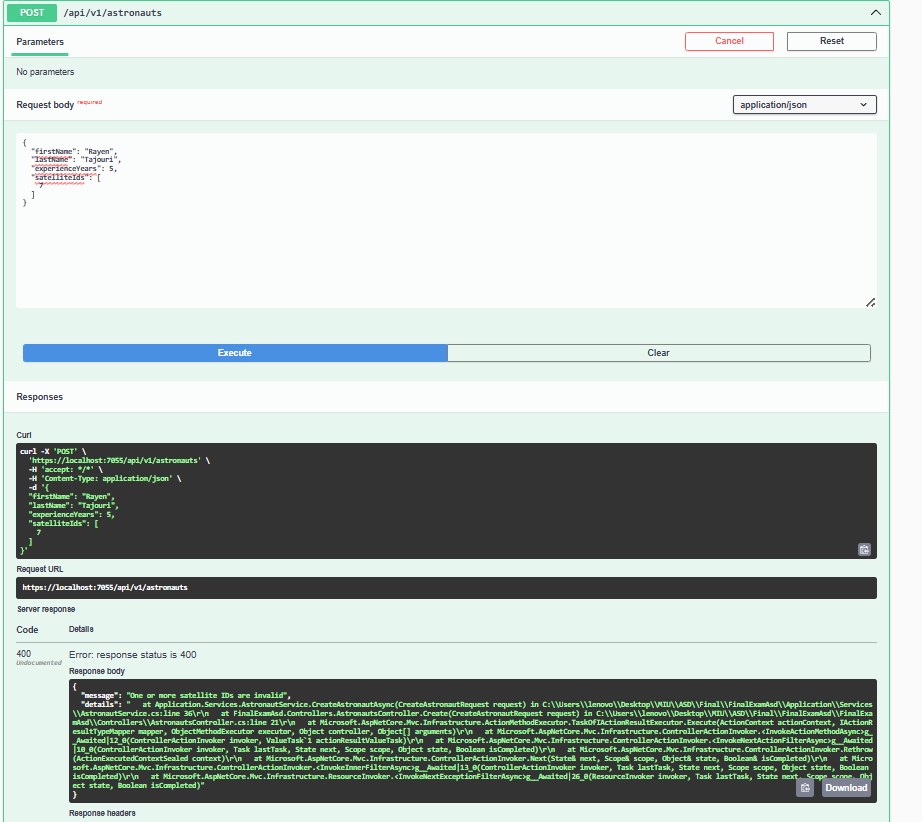 POST /api/v1/astronauts
Parameters
Cancel
Reset
No parameters
Request body required
application/json
{
"firstName": "Rayen",
"lastName": "Tajouri",
"experienceYears": 5,
"satelliteIds": [
7
]
}
Execute
Clear
Responses
Curl
curl -X 'POST' \
'https://localhost:7055/api/v1/astronauts' \
-H 'accept: */*' \
-H 'Content-Type: application/json' \
-d '{
"firstName": "Rayen",
"lastName": "Tajouri",
"experienceYears": 5,
"satelliteIds": [
7
]
}'
Request URL
https://localhost:7055/api/v1/astronauts
Server response
Code Details
400 Error: response status is 400
Undocumented
Response body
{
"message": "One or more satellite IDs are invalid",
"details": "   at Application.Services.AstronautService.CreateAstronautAsync(CreateAstronautRequest request) in C:\\Users\\lenovo\\Desktop\\MIU\\ASD\\Final\\FinalExamAsd\\Application\\Services
\\AstronautService.cs:line 36\r\n   at FinalExamAsd.Controllers.AstronautsController.Create(CreateAstronautRequest request) in C:\\Users\\lenovo\\Desktop\\MIU\\ASD\\Final\\FinalExamAsd\\FinalExa
mAsd\\Controllers\\AstronautsController.cs:line 21\r\n   at Microsoft.AspNetCore.Mvc.Infrastructure.ActionMethodExecutor.TaskOfIActionResultExecutor.Execute(ActionContext actionContext, IActionR
esultTypeMapper mapper, ObjectMethodExecutor executor, Object controller, Object[] arguments)\r\n   at Microsoft.AspNetCore.Mvc.Infrastructure.ControllerActionInvoker.<InvokeActionMethodAsync>g_
_Awaited|12_0(ControllerActionInvoker invoker, ValueTask`1 actionResultValueTask)\r\n   at Microsoft.AspNetCore.Mvc.Infrastructure.ControllerActionInvoker.<InvokeNextActionFilterAsync>g__Awaited
|10_0(ControllerActionInvoker invoker, Task lastTask, State next, Scope scope, Object state, Boolean isCompleted)\r\n   at Microsoft.AspNetCore.Mvc.Infrastructure.ControllerActionInvoker.Rethrow
(ActionExecutedContextSealed context)\r\n   at Microsoft.AspNetCore.Mvc.Infrastructure.ControllerActionInvoker.Next(State& next, Scope& scope, Object& state, Boolean& isCompleted)\r\n   at Micro
soft.AspNetCore.Mvc.Infrastructure.ControllerActionInvoker.<InvokeInnerFilterAsync>g__Awaited|13_0(ControllerActionInvoker invoker, Task lastTask, State next, Scope scope, Object state, Boolean
isCompleted)\r\n   at Microsoft.AspNetCore.Mvc.Infrastructure.ResourceInvoker.<InvokeNextExceptionFilterAsync>g__Awaited|26_0(ResourceInvoker invoker, Task lastTask, State next, Scope scope, Obj
ect state, Boolean isCompleted)"
}
Download
Response headers